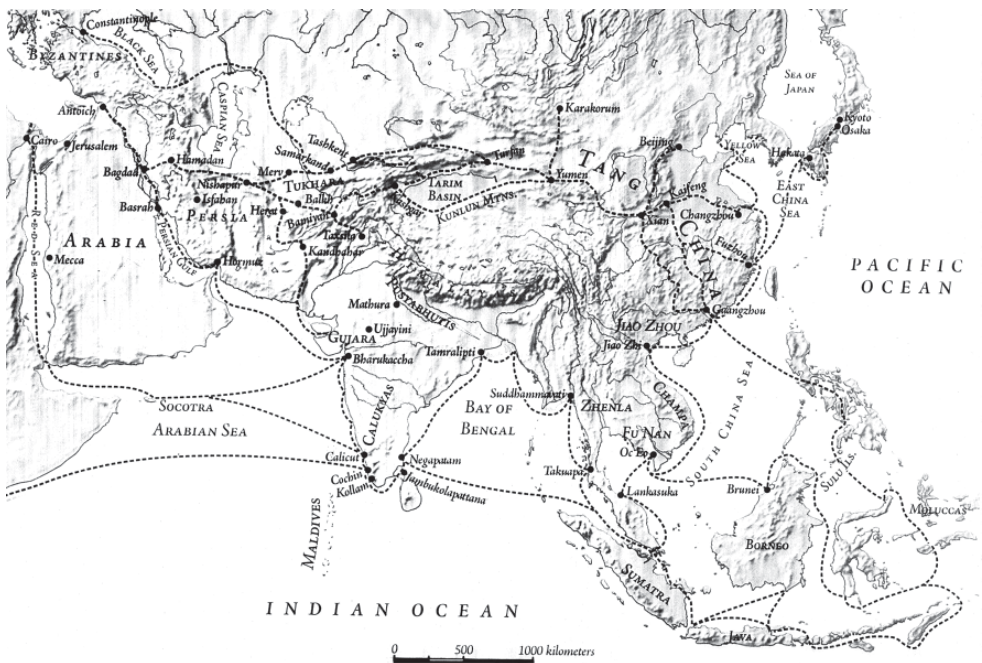 Constantinople
BLACK SEA
BYZANTINES
SEA OF
JAPAN
CASPIAN SEA
Antoich
Karakorum
Kyoto
Osaka
Cairo
Jerusalem
Tashkent
Beijing
YELLOW
SEA
Hakata
Hamadan
Samarkand
Turfan
TANG
Bagdad
Merv
Nishapur
TUKHARA
TARIM
BASIN
Yumen
EAST
CHINA
SEA
Isfahan
Balkh
Kashgar
KUNLUN MTNS.
Kaifeng
Basrah
PERSIA
Herat
Bamiyan
Xian
Changzhou
RED SEA
ARABIA
PERSIAN GULF
Taxila
Kandhahar
CHINA
Fuzhou
Mecca
Hormuz
PACIFIC
OCEAN
Mathura
Guangzhou
Ujjayini
JIAO ZHOU
GUJARA
Jiao Zhi
Bharukaccha
Tamralipti
SOCOTRA
CALUKYAS
BAY OF
BENGAL
Suddhammavati
ZHENLA
CHAMPA
SOUTH CHINA SEA
ARABIAN SEA
FU NAN
Oc Eo
Calicut
Negapatam
Takuapa
SULU ILS.
Cochin
Kollam
Jambukolapattana
Lankasuka
Brunei
MOLUCCAS
MALDIVES
BORNEO
SUMATRA
INDIAN OCEAN
JAVA
0 500 1000 kilometers